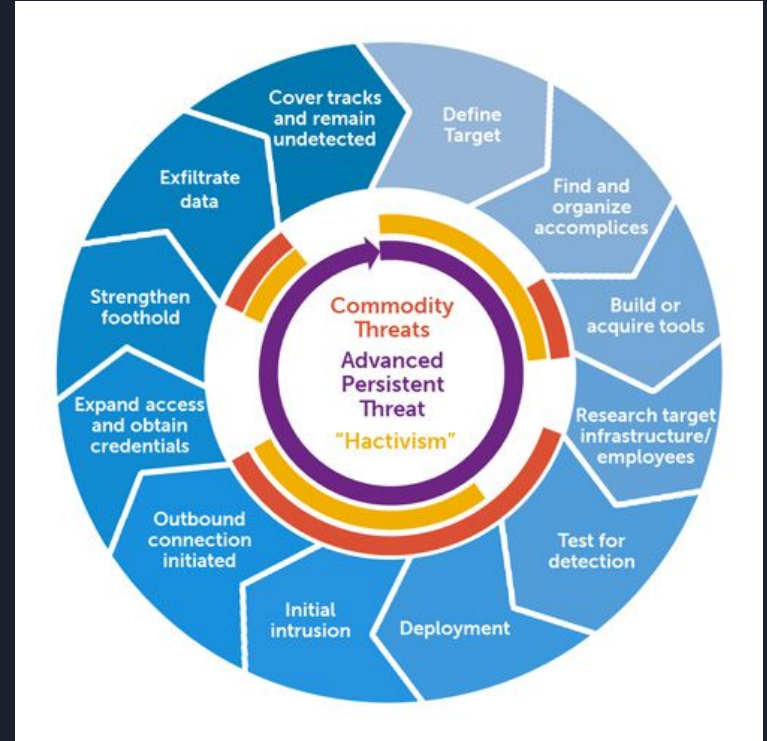 Define
Target
Find and
organize
accomplices
Build or
acquire tools
Research target
infrastructure/
employees
Test for
detection
Deployment
Initial
intrusion
Outbound
connection
initiated
Expand access
and obtain
credentials
Strengthen
foothold
Exfiltrate
data
Cover tracks
and remain
undetected
Commodity
Threats
Advanced
Persistent
Threat
"Hactivism"